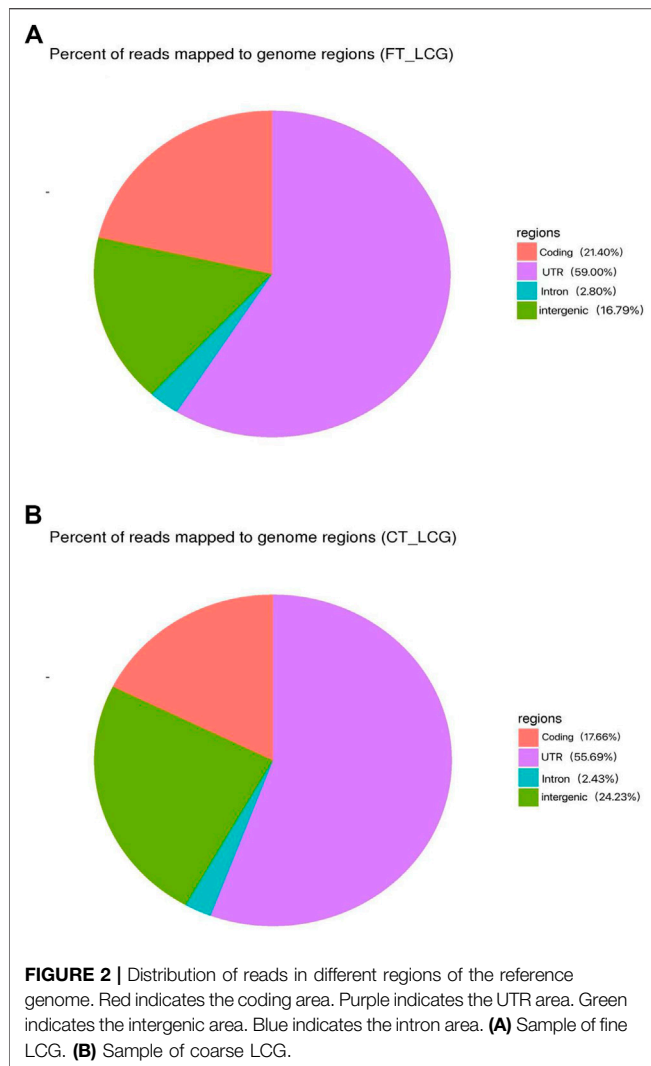 A
Percent of reads mapped to genome regions (FT_LCG)
-
regions
Coding (21.40%)
UTR (59.00%)
Intron (2.80%)
intergenic (16.79%)
B
Percent of reads mapped to genome regions (CT_LCG)
-
regions
Coding (17.66%)
UTR (55.69%)
Intron (2.43%)
intergenic (24.23%)
FIGURE 2 | Distribution of reads in different regions of the reference
genome. Red indicates the coding area. Purple indicates the UTR area. Green
indicates the intergenic area. Blue indicates the intron area. (A) Sample of fine
LCG. (B) Sample of coarse LCG.